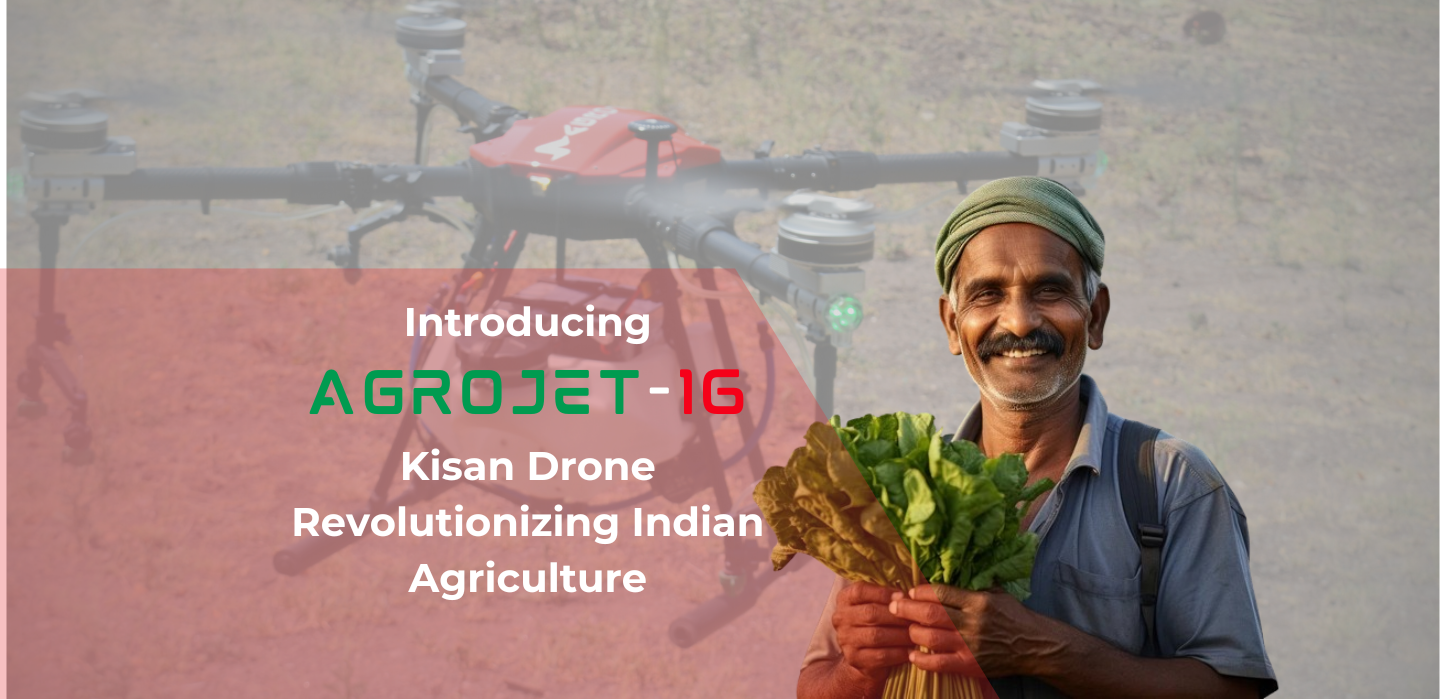 Introducing
AGROJET-16
Kisan Drone
Revolutionizing Indian
Agriculture